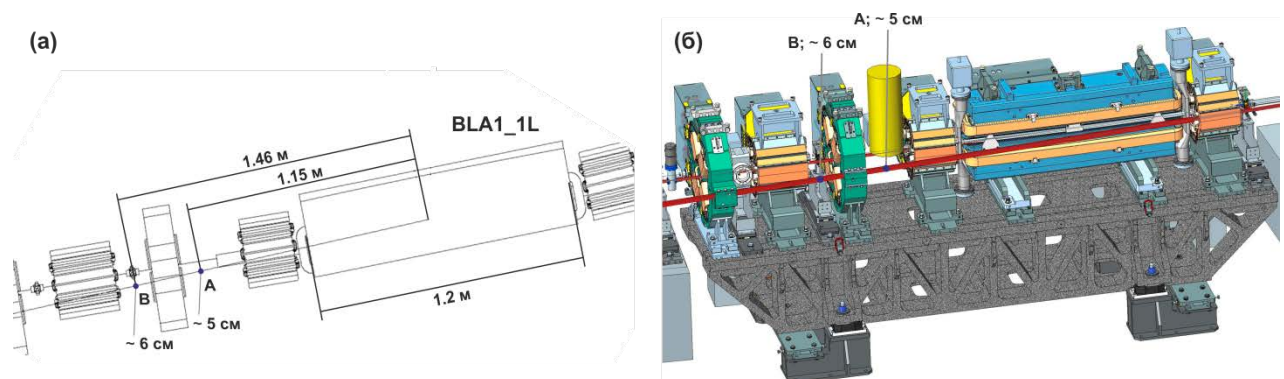 (а)
BLA1_1L
1.46 м
1.15 м
B
A
1.2 м
~ 5 см
~ 6 см
(б)
A; ~ 5 см
B; ~ 6 см